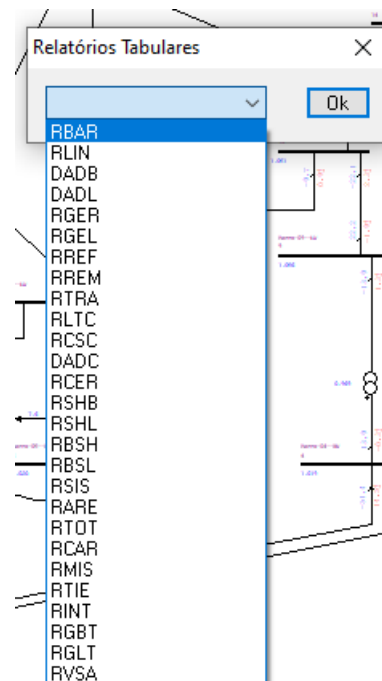 Relatórios Tabulares
Ok
RBAR
RLIN
DADB
DADL
RGER
RGEL
RREF
RREM
RTRA
RLTC
RCSC
DADC
RCER
RSHB
RSHL
RBSH
RBSL
RSIS
RARE
RTOT
RCAR
RMIS
RTIE
RINT
RGBT
RGLT
RVSA